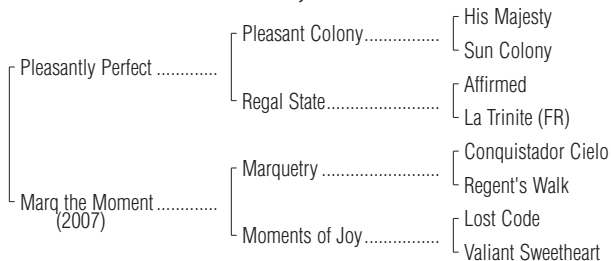 His Majesty
Pleasant Colony.................
Sun Colony
Pleasantly Perfect .............
Affirmed
Regal State.........................
La Trinite (FR)
Conquistador Cielo
Marquetry ..........................
Regent's Walk
Marq the Moment .............
(2007)
Lost Code
Moments of Joy.................
Valiant Sweetheart